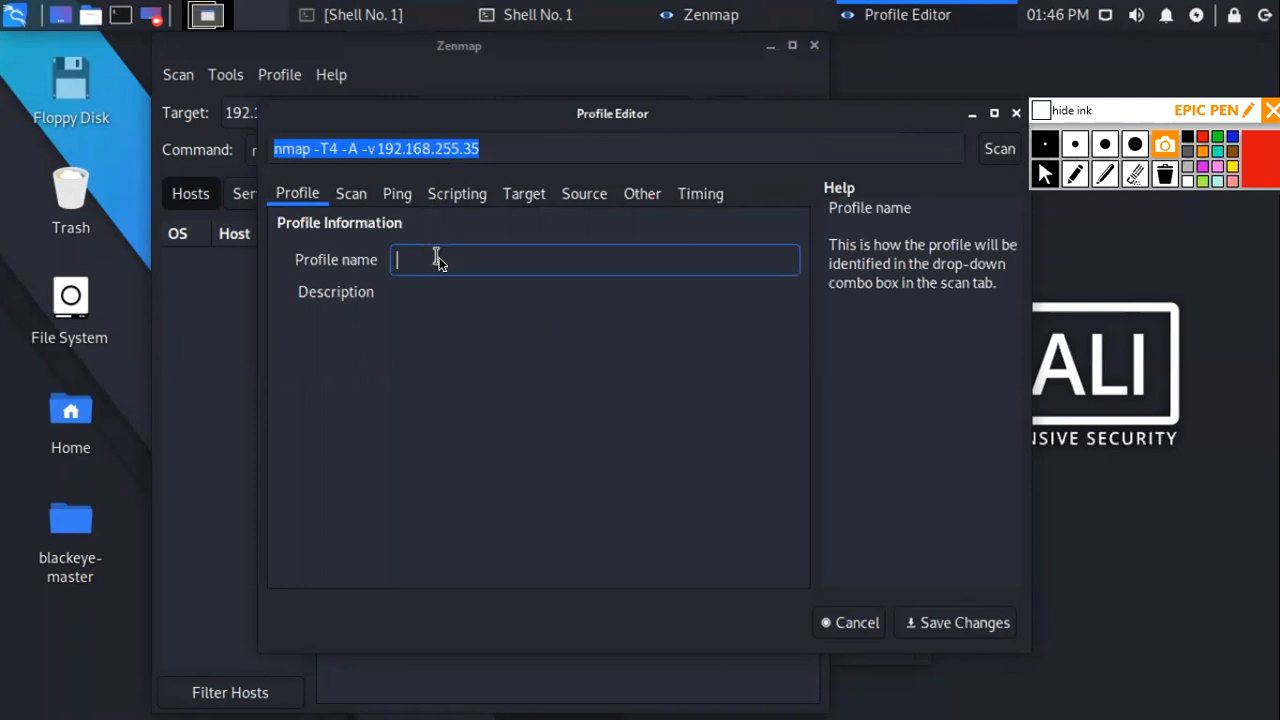 [Shell No. 1]
Shell No. 1
Zenmap
Profile Editor
01:46 PM
Zenmap
Floppy Disk
Scan
Tools
Profile
Help
Target:
192.1
Profile Editor
hide ink
EPIC PEN
Command:
nmap -T4 -A -v 192.168.255.35
Scan
Hosts
Ser
Profile
Scan
Ping
Scripting
Target
Source
Other
Timing
Help
Profile name
Trash
OS
Host
Profile Information
Profile name
This is how the profile will be
identified in the drop-down
combo box in the scan tab.
Description
File System
ALI
NSIVE SECURITY
Home
blackeye-
master
Cancel
Save Changes
Filter Hosts